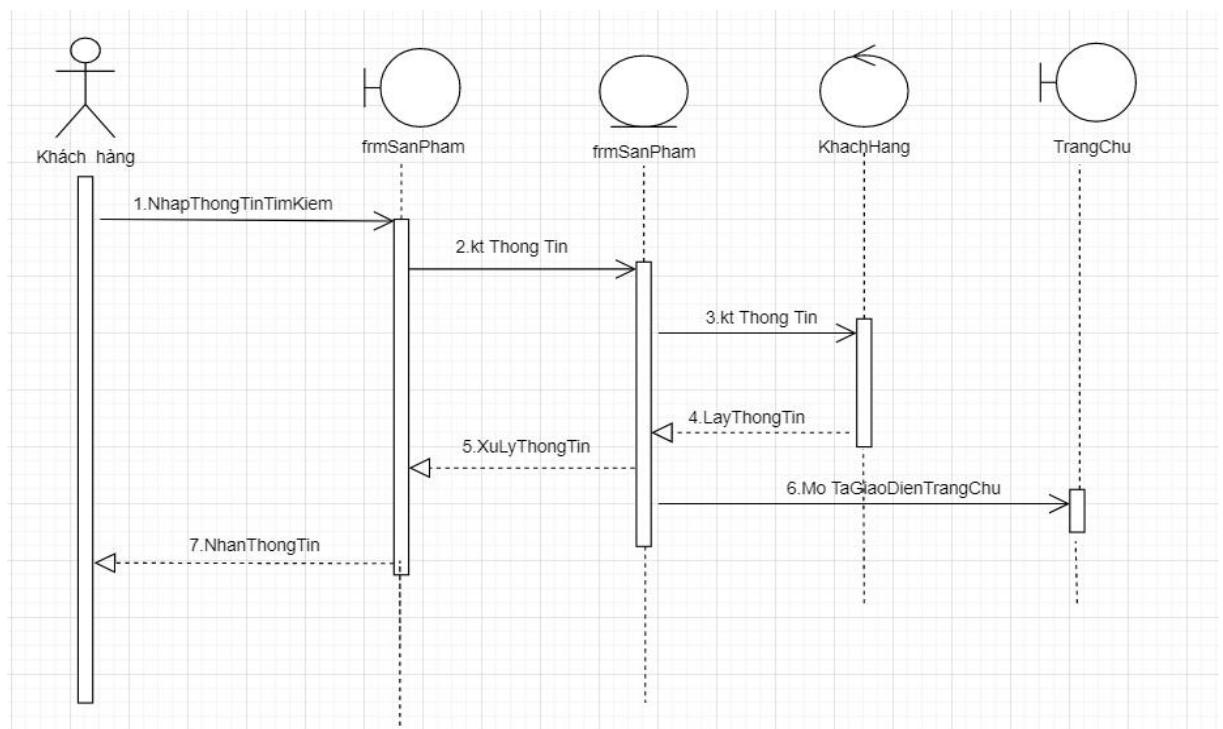 Khách hàng
frmSanPham
frmSanPham
KhachHang
TrangChu
1.NhapThongTinTimKiem
2.kt Thong Tin
3.kt Thong Tin
4.LayThongTin
5.XuLyThongTin
6.Mo TaGiaoDienTrangChu
7.NhanThongTin